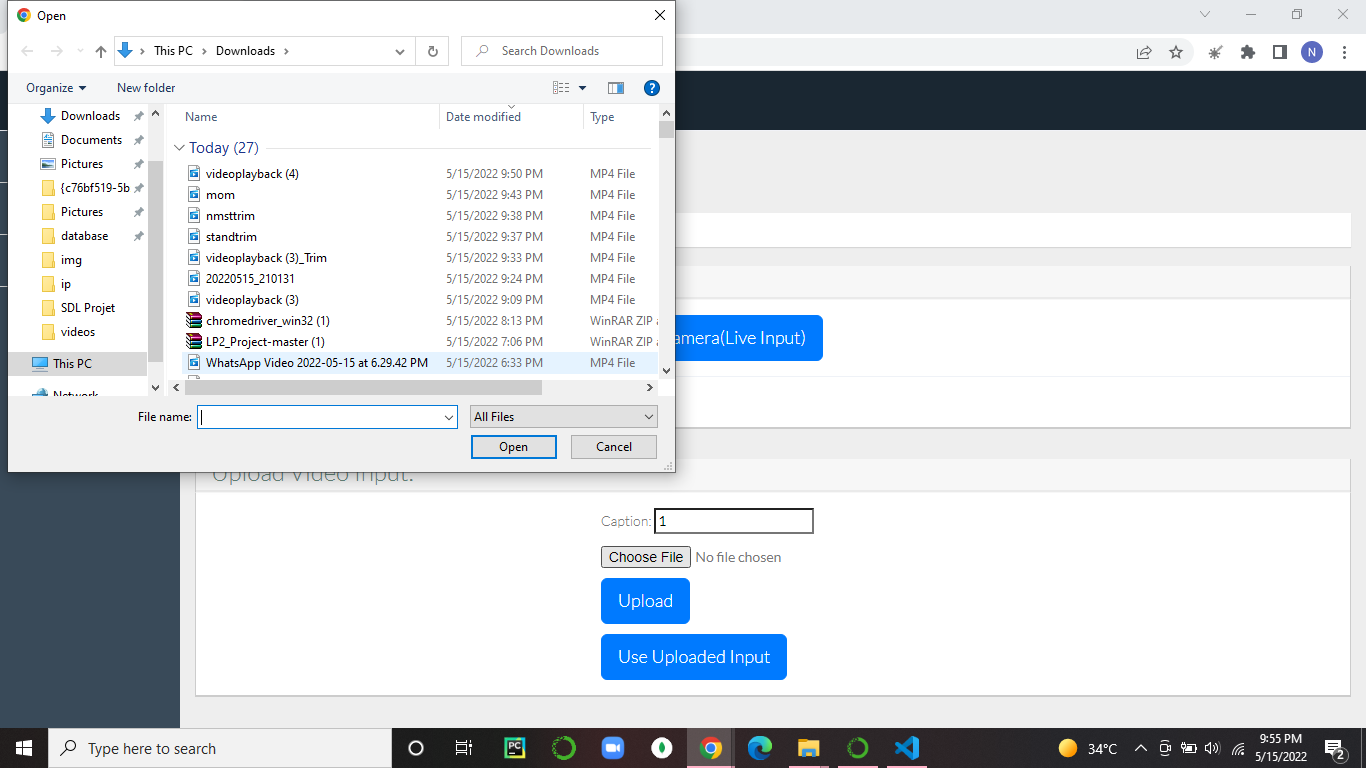 Open
This PC
Downloads
Search Downloads
Organize
New folder
Downloads
Documents
Pictures
{c76bf519-5b
Pictures
database
img
ip
SDL Projet
videos
This PC
Network
Name Date modified Type
Today (27)
videoplayback (4) 5/15/2022 9:50 PM MP4 File
mom 5/15/2022 9:43 PM MP4 File
nmsttrim 5/15/2022 9:38 PM MP4 File
standtrim 5/15/2022 9:37 PM MP4 File
videoplayback (3)_Trim 5/15/2022 9:33 PM MP4 File
20220515_210131 5/15/2022 9:24 PM MP4 File
videoplayback (3) 5/15/2022 9:09 PM MP4 File
chromedriver_win32 (1) 5/15/2022 8:13 PM WinRAR ZIP a
LP2_Project-master (1) 5/15/2022 7:06 PM WinRAR ZIP a
WhatsApp Video 2022-05-15 at 6.29.42 PM 5/15/2022 6:33 PM MP4 File
File name:
All Files
Open
Cancel
N
amera(Live Input)
Upload Video Input:
Caption: 1
Choose File No file chosen
Upload
Use Uploaded Input
Type here to search
PC
34°C
9:55 PM
5/15/2022
2